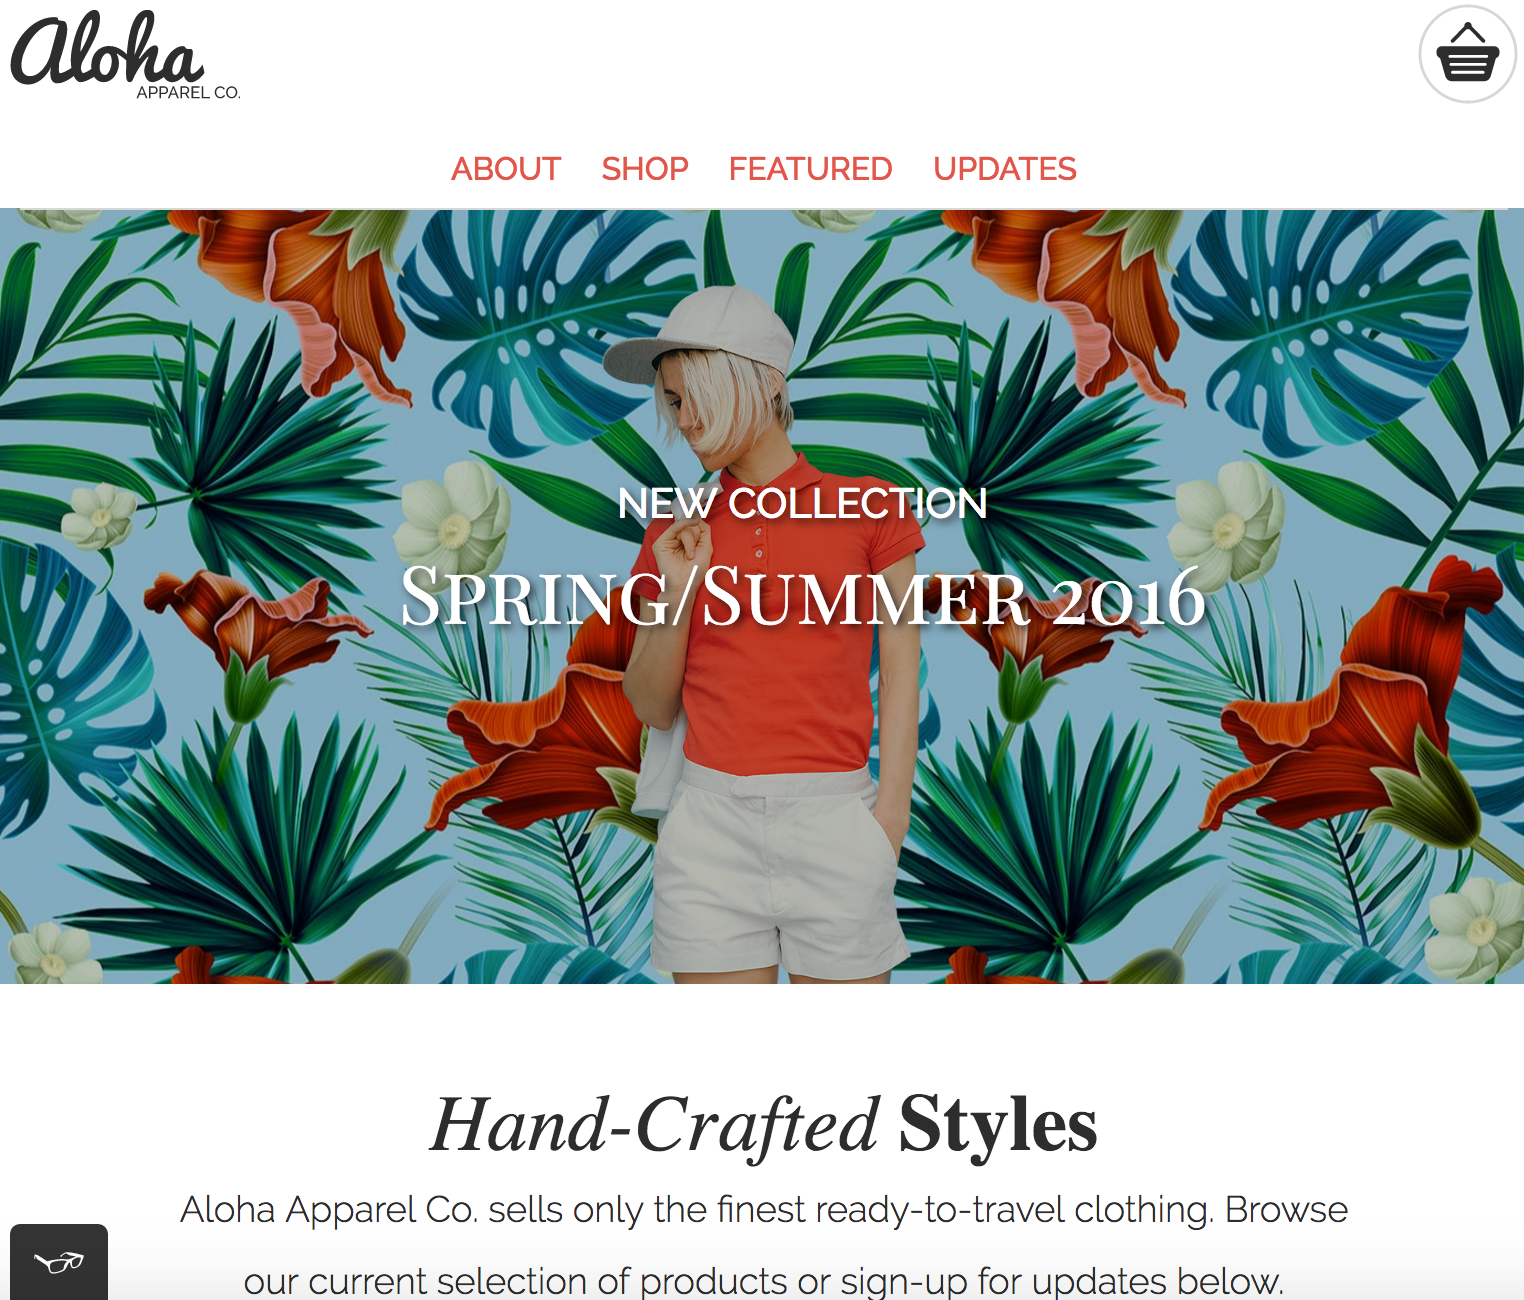 Aloha
APPAREL CO.
ABOUT SHOP FEATURED UPDATES
NEW COLLECTION
SPRING/SUMMER 2016
Hand-Crafted Styles
Aloha Apparel Co. sells only the finest ready-to-travel clothing. Browse
our current selection of products or sign-up for updates below.